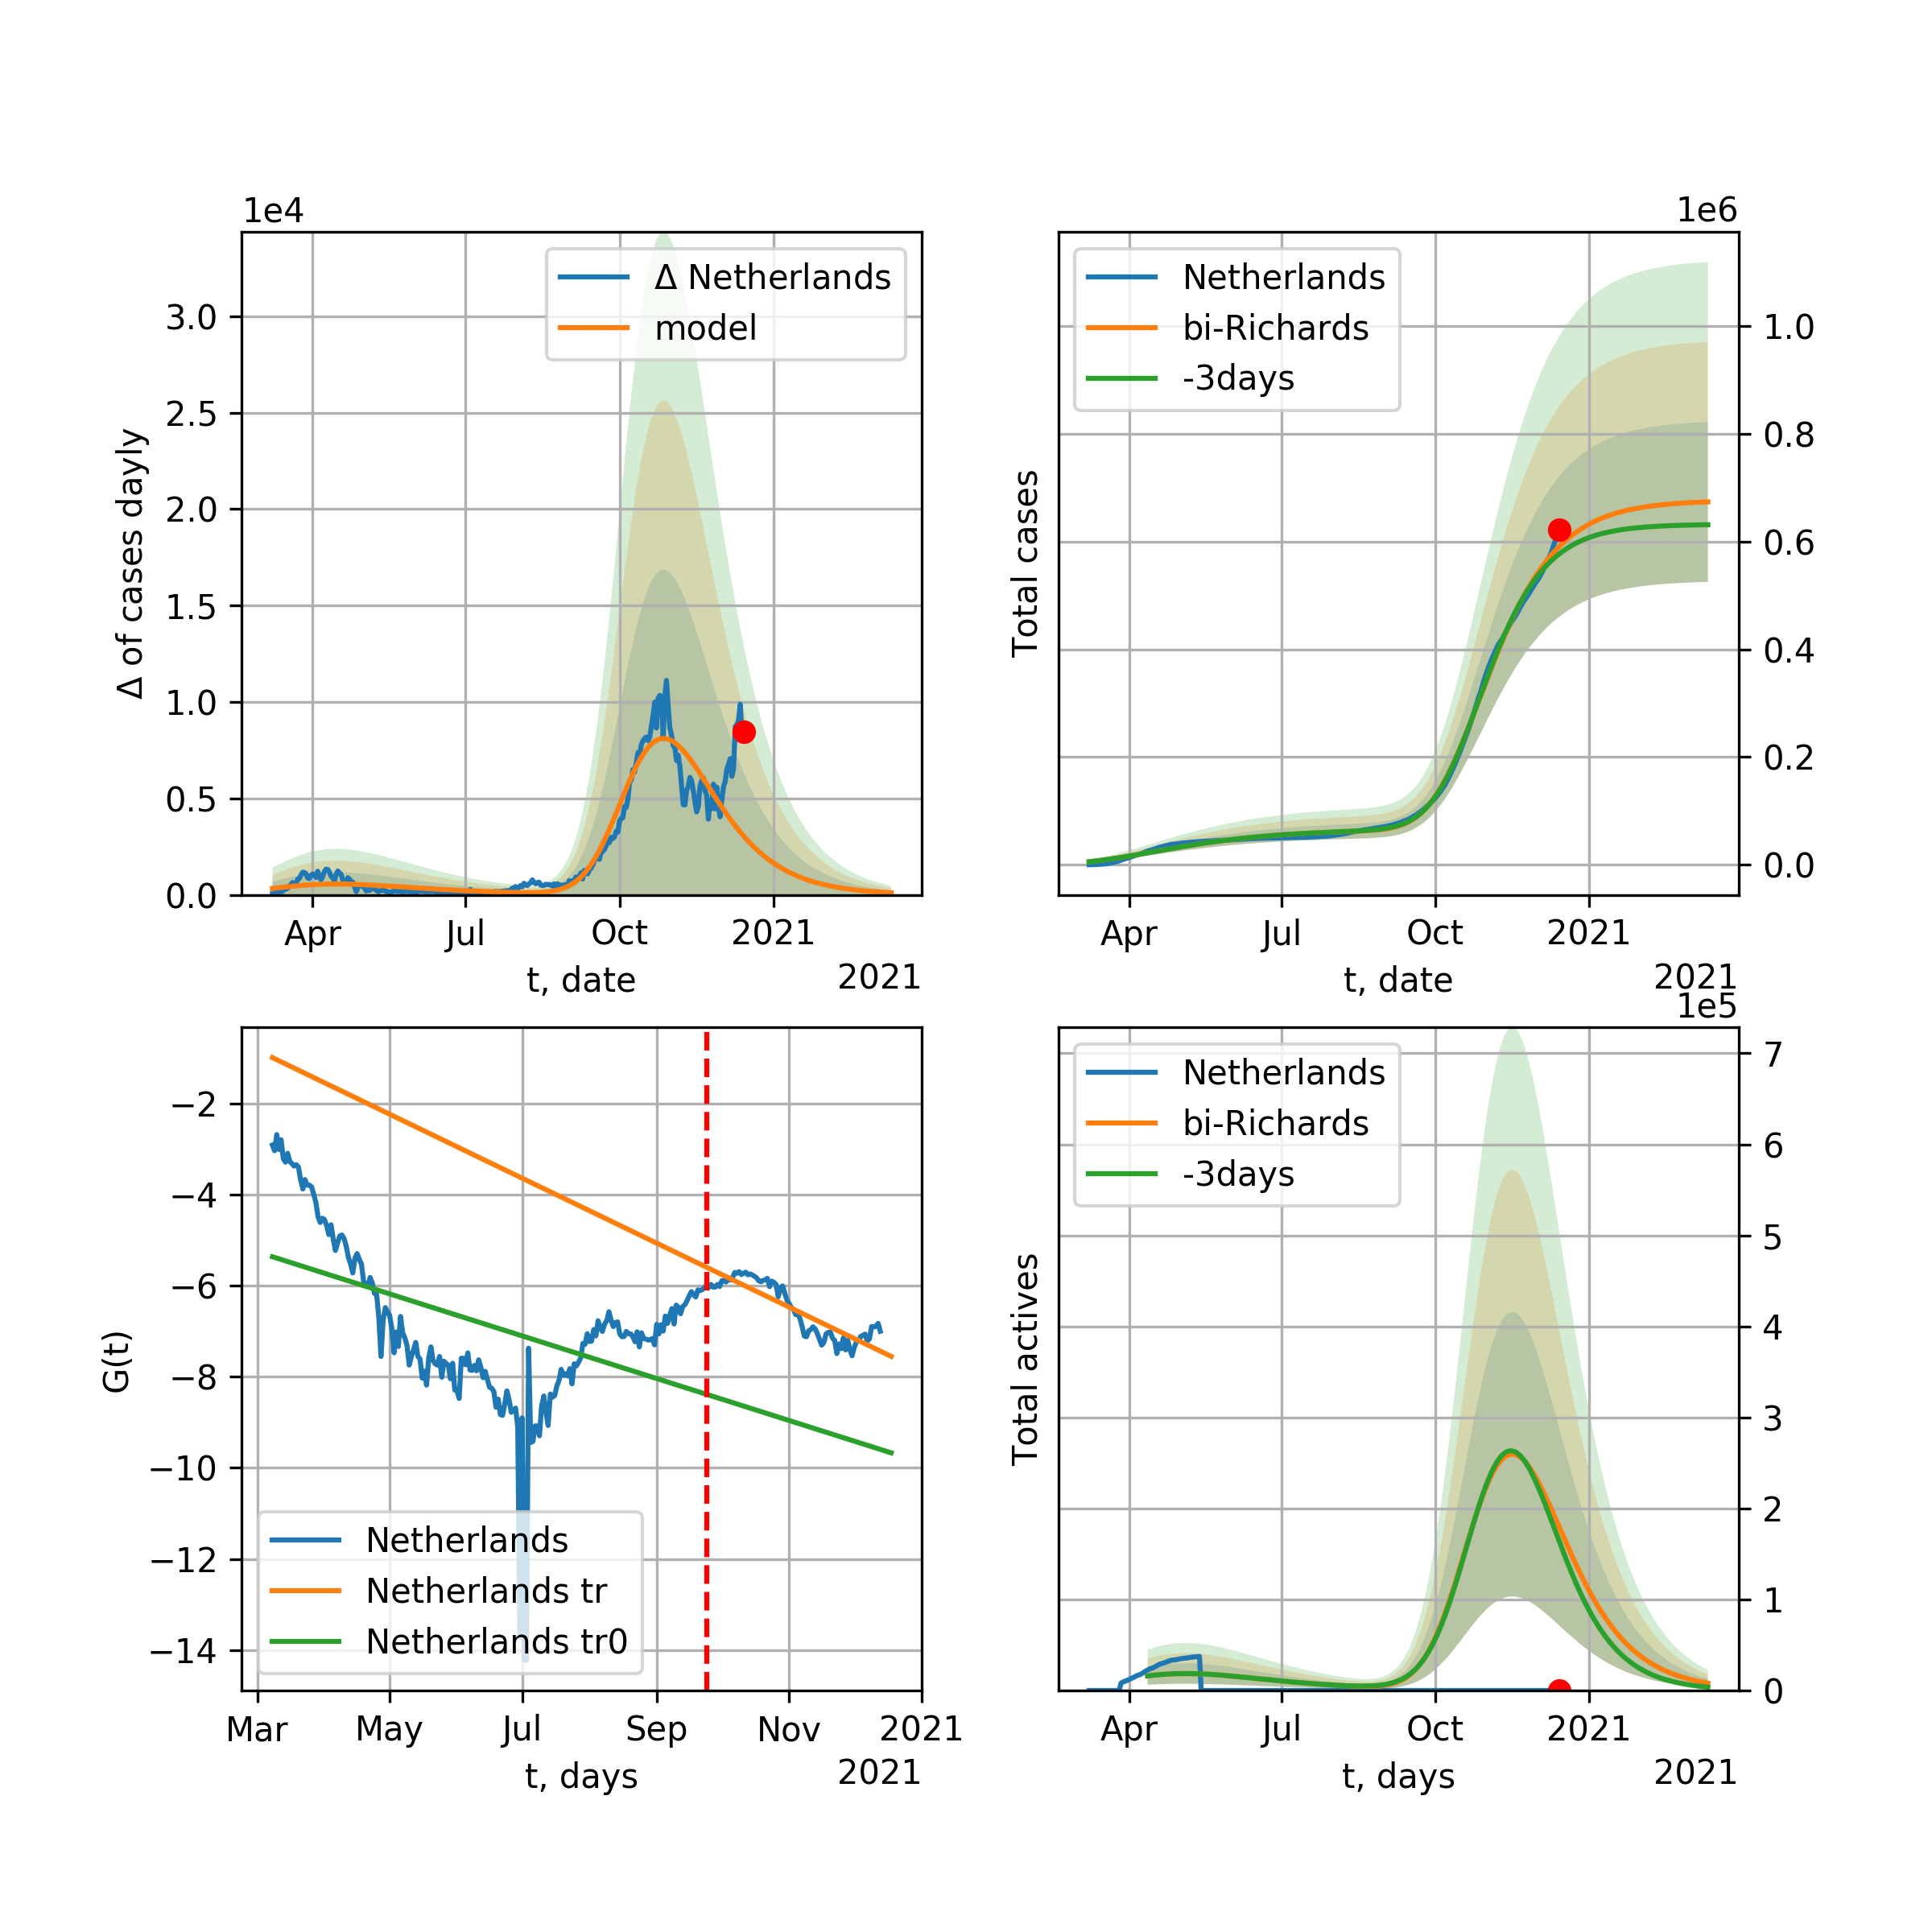 1e4
Δ of cases dayly
3.0
2.5
2.0
1.5
1.0
0.5
0.0
Δ Netherlands
model
Apr Jul Oct 2021
t, date
2021
1e6
Total cases
Netherlands
bi-Richards
-3days
1.0
0.8
0.6
0.4
0.2
0.0
Apr Jul Oct 2021
t, date
2021
G(t)
−2
−4
−6
−8
−10
−12
−14
Netherlands
Netherlands tr
Netherlands tr0
Mar May Jul Sep Nov 2021
t, days
2021
1e5
Total actives
Netherlands
bi-Richards
-3days
7
6
5
4
3
2
1
0
Apr Jul Oct 2021
t, days
2021